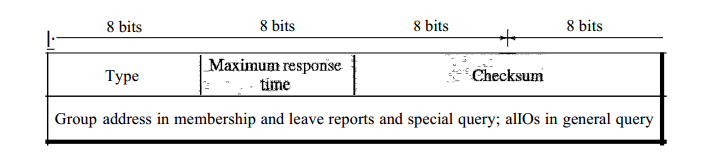 8 bits 8 bits 8 bits 8 bits
Type Maximum response Checksum
time
Group address in membership and leave reports and special query; alIOs in general query